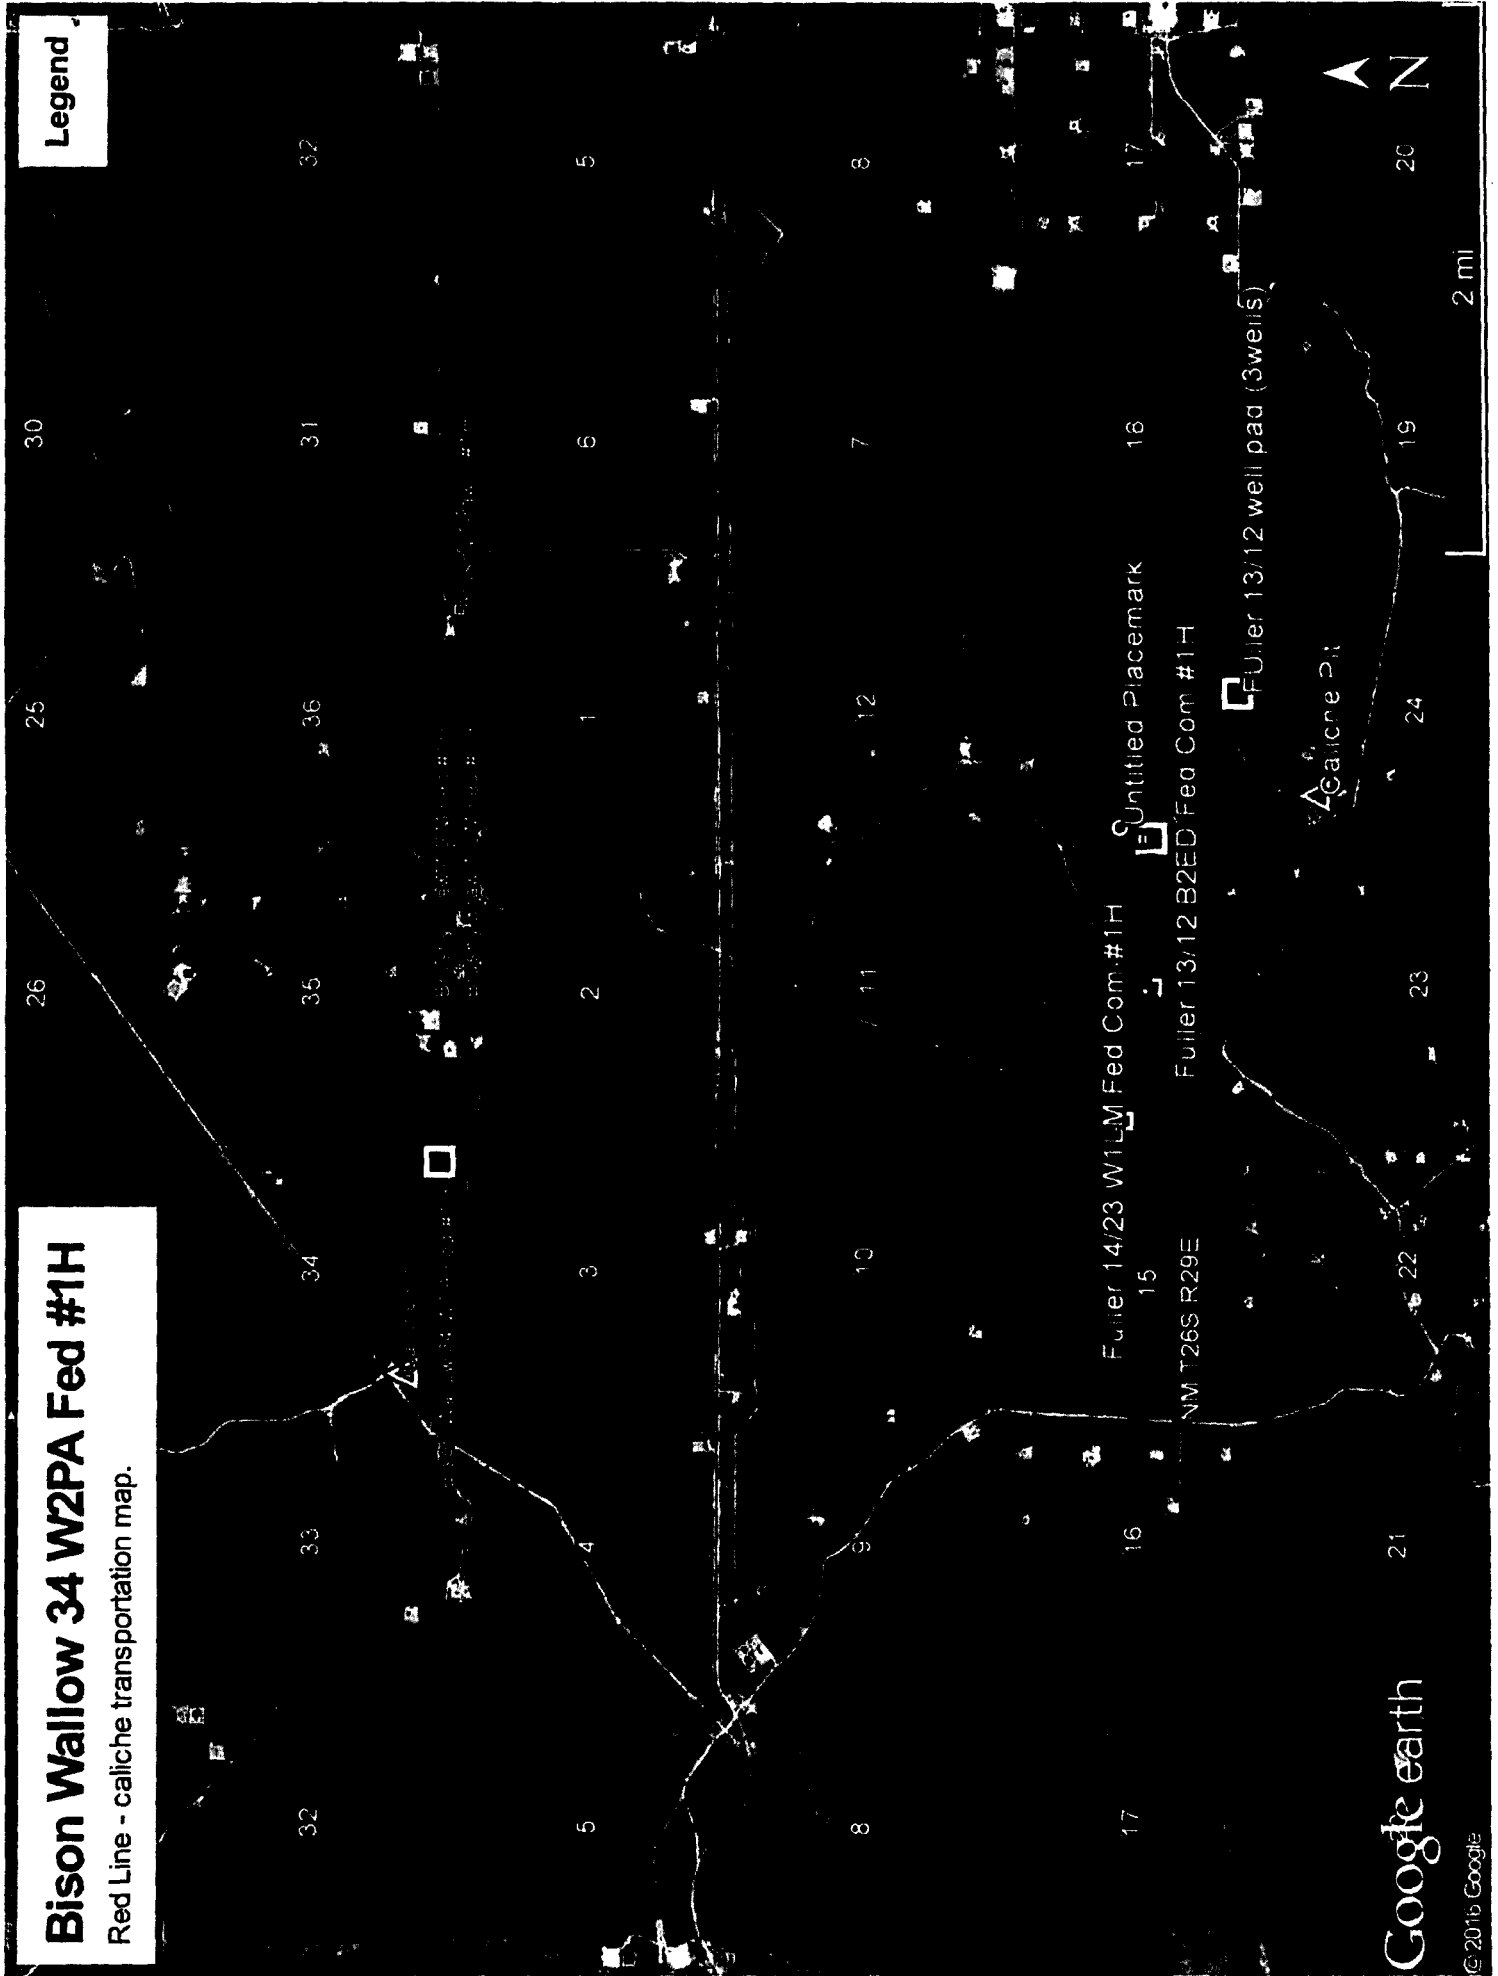 Bison Wallow 34 W2PA Fed #1H
Red Line - caliche transportation map.
Legend
26
25
30
32
33
34
35
36
31
32
5
4
3
2
1
6
5
8
9
10
11
12
7
8
Fuller 14/23 W1LM Fed Com #1H
Untitled Placemark
17
16
15
18
17
NM T26S R29E
Fuller 13/12 B2ED Fed Com #1H
FUller 13/12 well pad (3wells)
Caliche Pit
21
22
23
24
19
20
N
2 mi
Google earth
© 2016 Google